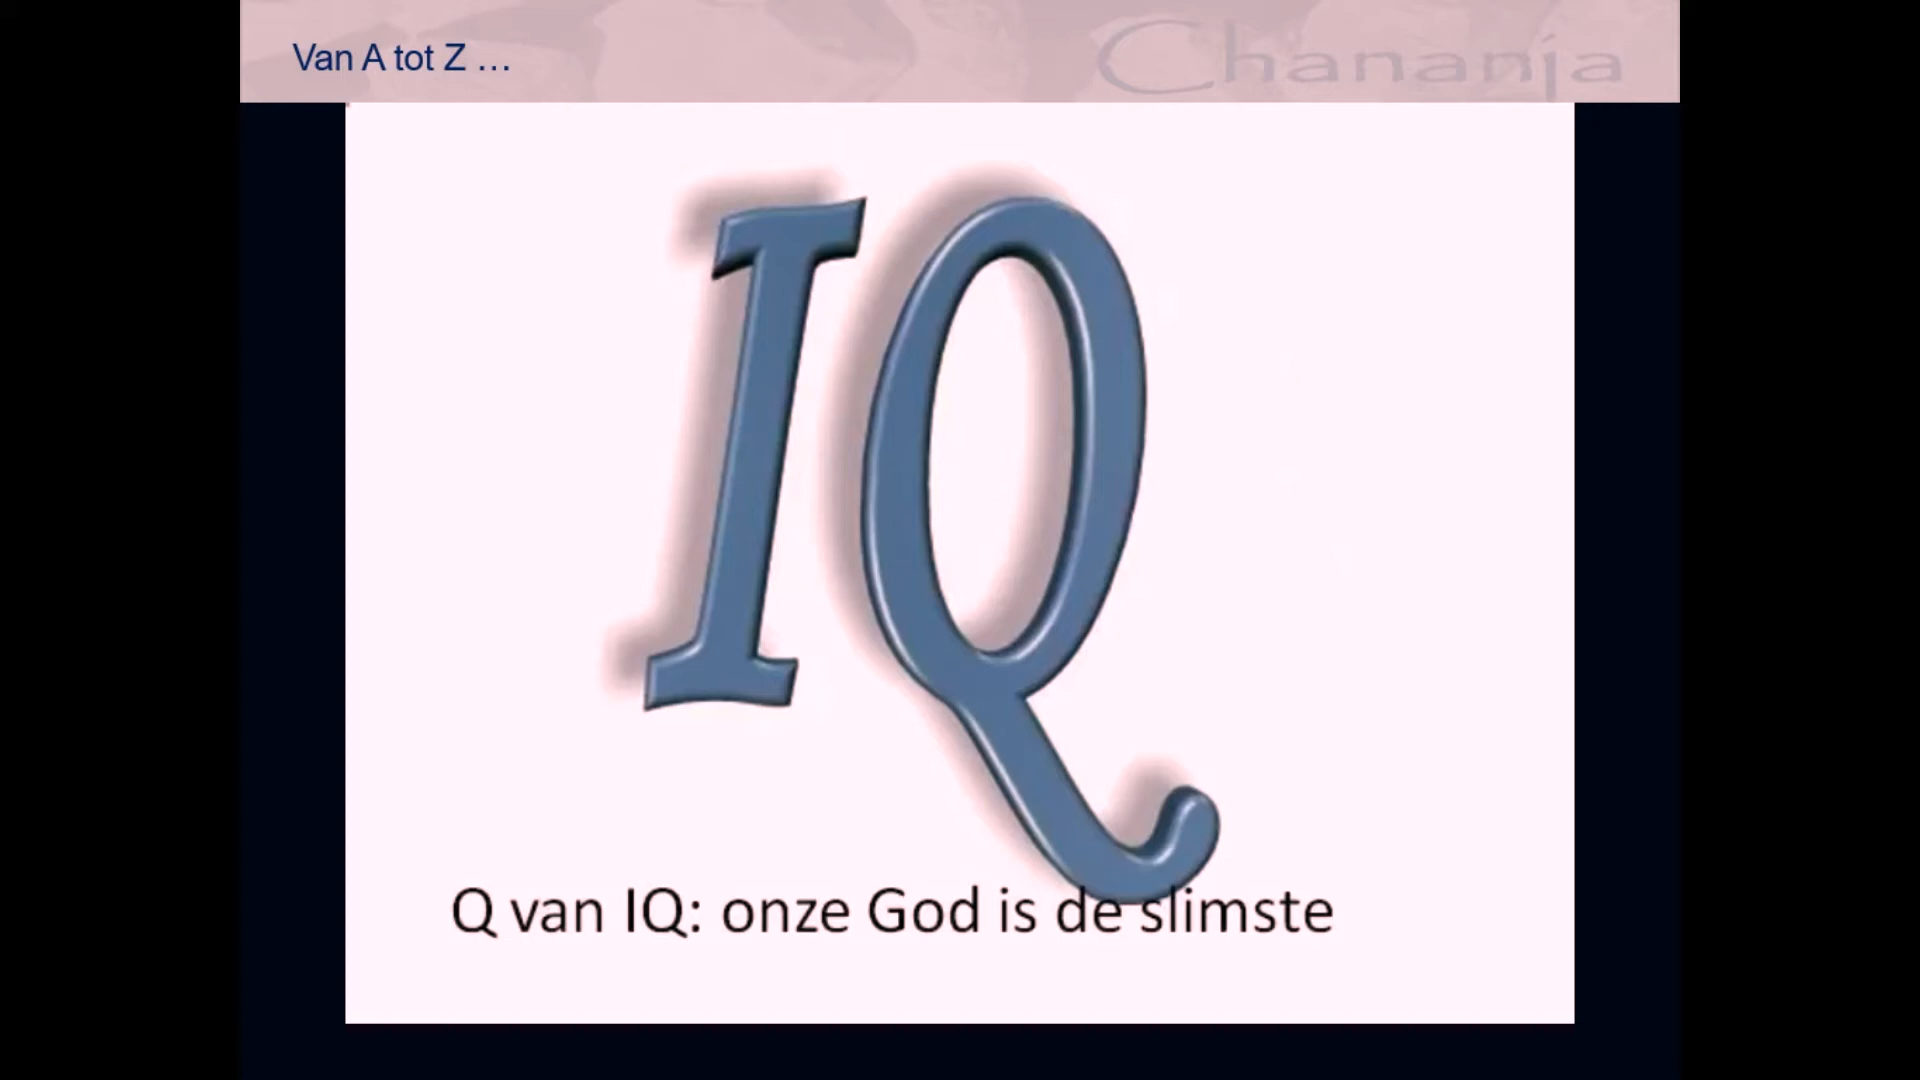 Van A tot Z ...
Chananja
IQ
Q van IQ: onze God is de slimste